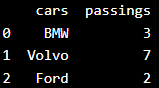 cars passings
0 BMW 3
1 Volvo 7
2 Ford 2